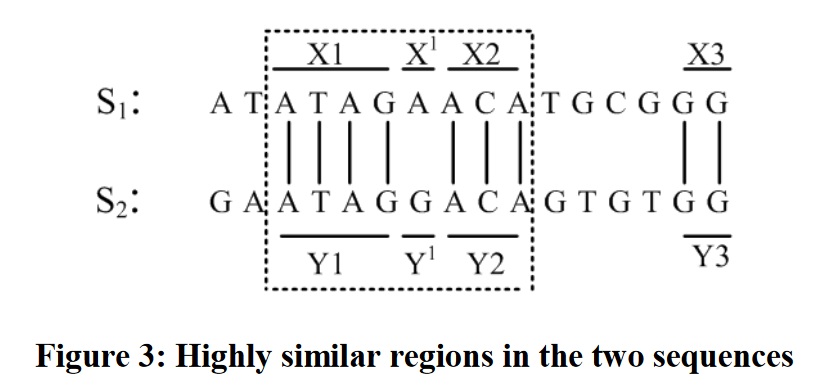 X1 X¹ X2 X3
S₁: A T A T A G A A C A T G C G G G
S₂: G A A T A G G A C A G T G T G G
Y1 Y¹ Y2 Y3
Figure 3: Highly similar regions in the two sequences